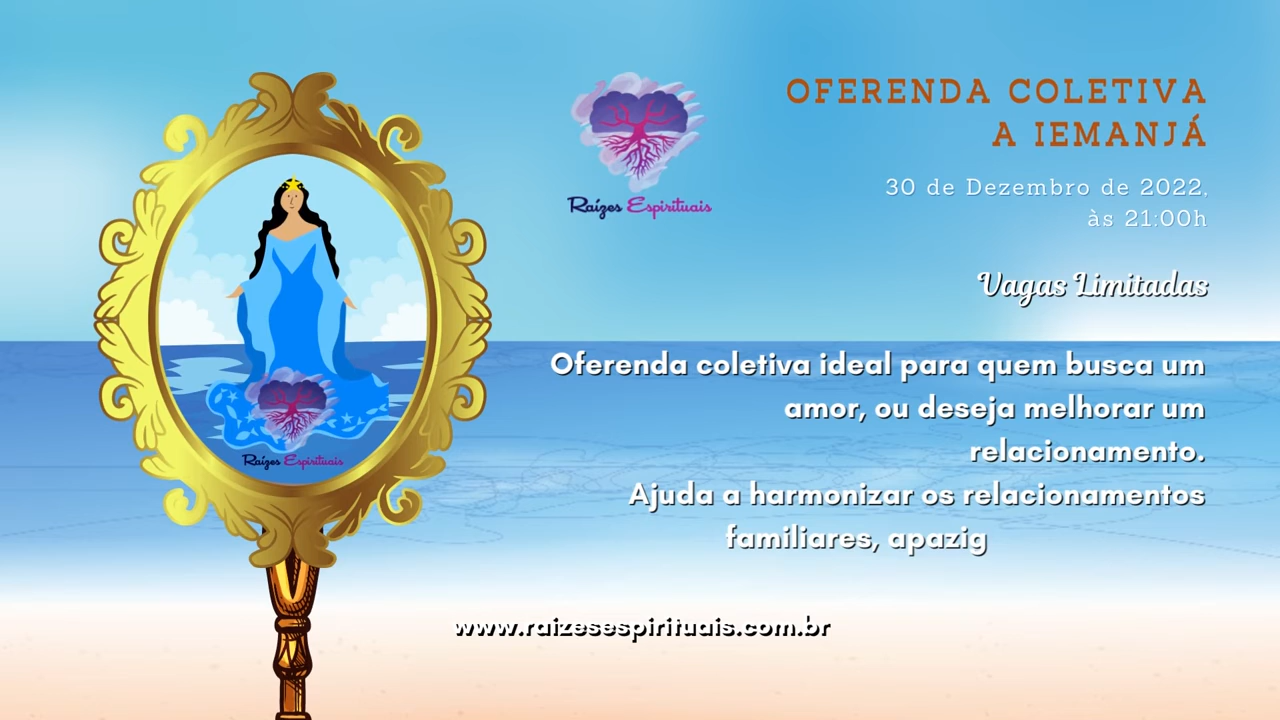 Raízes Espirituais
OFERENDA COLETIVA
A IEMANJÁ
30 de Dezembro de 2022,
às 21:00h
Vagas Limitadas
Oferenda coletiva ideal para quem busca um
amor, ou deseja melhorar um
relacionamento.
Ajuda a harmonizar os relacionamentos
familiares, apazig
Raízes Espirituais
www.raizesespirituais.com.br